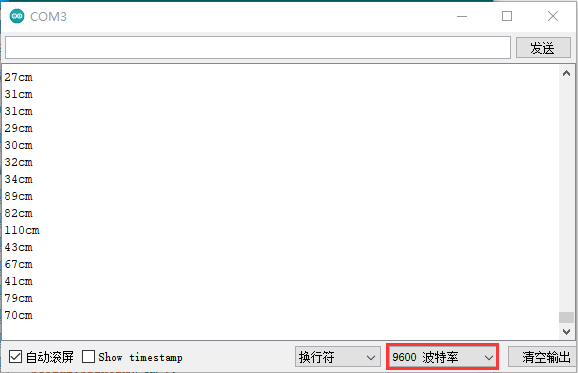 COM3
发送
27cm
31cm
31cm
29cm
30cm
32cm
34cm
89cm
82cm
110cm
43cm
67cm
41cm
79cm
70cm
自动滚屏 Show timestamp 换行符 9600 波特率 清空输出